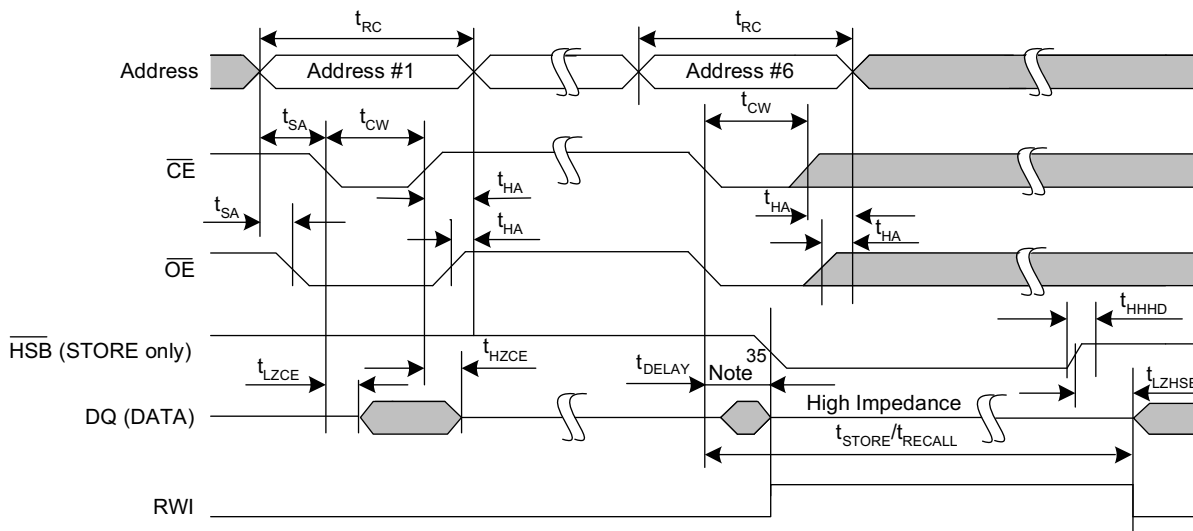 tRC
tRC
Address
Address #1
Address #6
tSA
tCW
tCW
CE
tHA
tHA
tSA
tHA
tHA
OE
tHHHD
HSB (STORE only)
tHZCE
tLZCE
tDELAY
Note 35
tLZHSB
DQ (DATA)
High Impedance
tSTORE/tRECALL
RWI